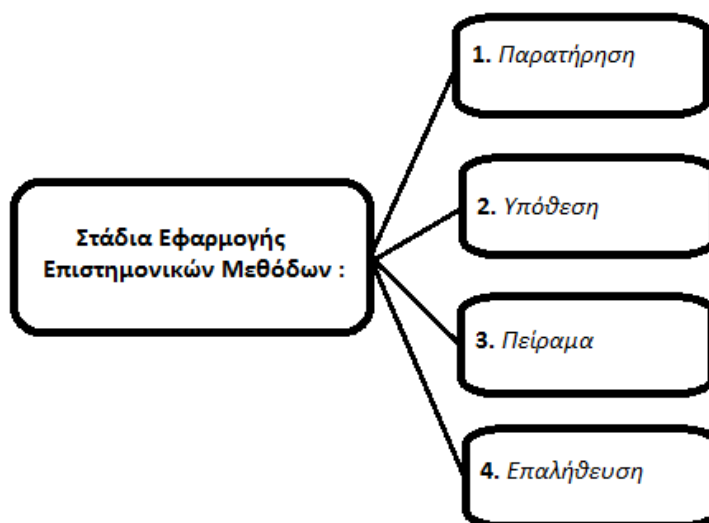 Στάδια Εφαρμογής
Επιστημονικών Μεθόδων :
1. Παρατήρηση
2. Υπόθεση
3. Πείραμα
4. Επαλήθευση